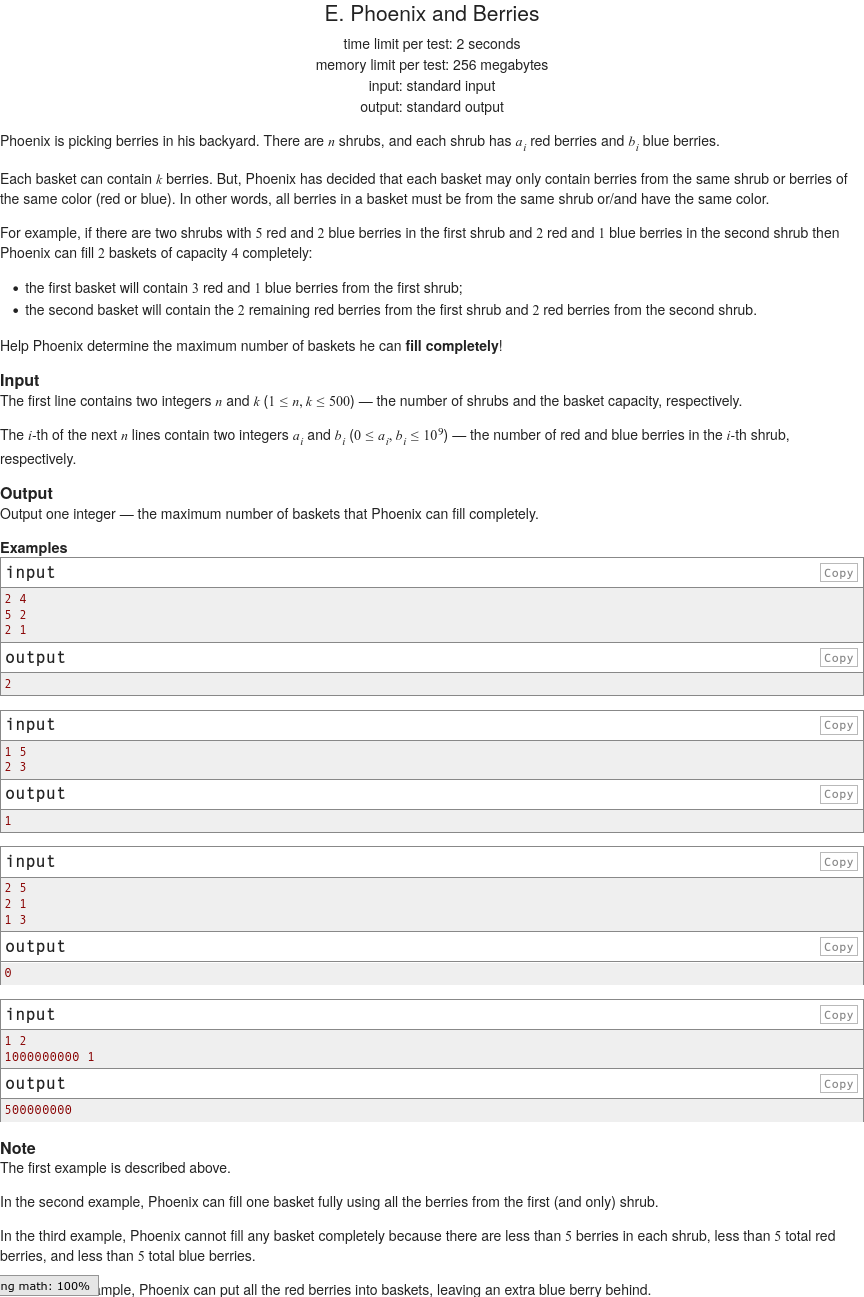 E. Phoenix and Berries
time limit per test: 2 seconds
memory limit per test: 256 megabytes
input: standard input
output: standard output
Phoenix is picking berries in his backyard. There are n shrubs, and each shrub has a_i red berries and b_i blue berries.
Each basket can contain k berries. But, Phoenix has decided that each basket may only contain berries from the same shrub or berries of
the same color (red or blue). In other words, all berries in a basket must be from the same shrub or/and have the same color.
For example, if there are two shrubs with 5 red and 2 blue berries in the first shrub and 2 red and 1 blue berries in the second shrub then
Phoenix can fill 2 baskets of capacity 4 completely:
• the first basket will contain 3 red and 1 blue berries from the first shrub;
• the second basket will contain the 2 remaining red berries from the first shrub and 2 red berries from the second shrub.
Help Phoenix determine the maximum number of baskets he can fill completely!
Input
The first line contains two integers n and k (1 ≤ n, k ≤ 500) — the number of shrubs and the basket capacity, respectively.
The i-th of the next n lines contain two integers a_i and b_i (0 ≤ a_i, b_i ≤ 10^9) — the number of red and blue berries in the i-th shrub,
respectively.
Output
Output one integer — the maximum number of baskets that Phoenix can fill completely.
Examples
input Copy
2 4
5 2
2 1
output Copy
2
input Copy
1 5
2 3
output Copy
1
input Copy
2 5
2 1
1 3
output Copy
0
input Copy
1 2
1000000000 1
output Copy
500000000
Note
The first example is described above.
In the second example, Phoenix can fill one basket fully using all the berries from the first (and only) shrub.
In the third example, Phoenix cannot fill any basket completely because there are less than 5 berries in each shrub, less than 5 total red
berries, and less than 5 total blue berries.
ng math: 100% mple, Phoenix can put all the red berries into baskets, leaving an extra blue berry behind.